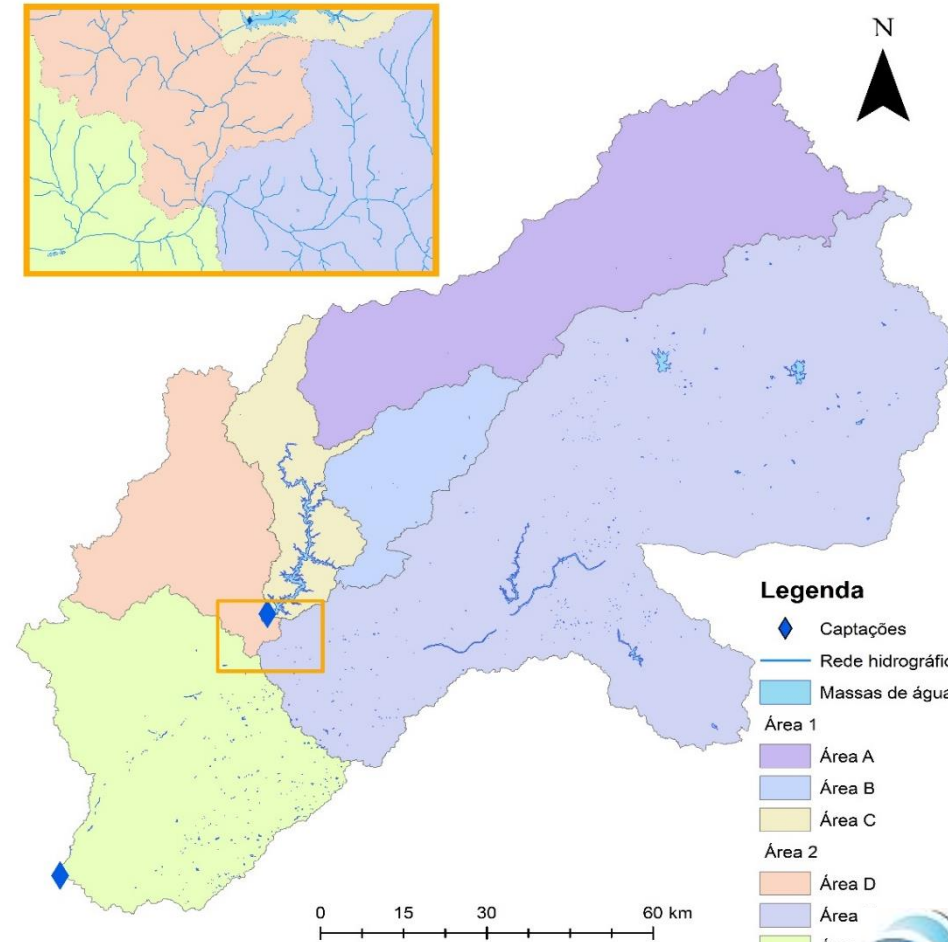 N
Legenda
Captações
Rede hidrográfic
Massas de água
Área 1
Área A
Área B
Área C
Área 2
Área D
Área
0 15 30 60 km